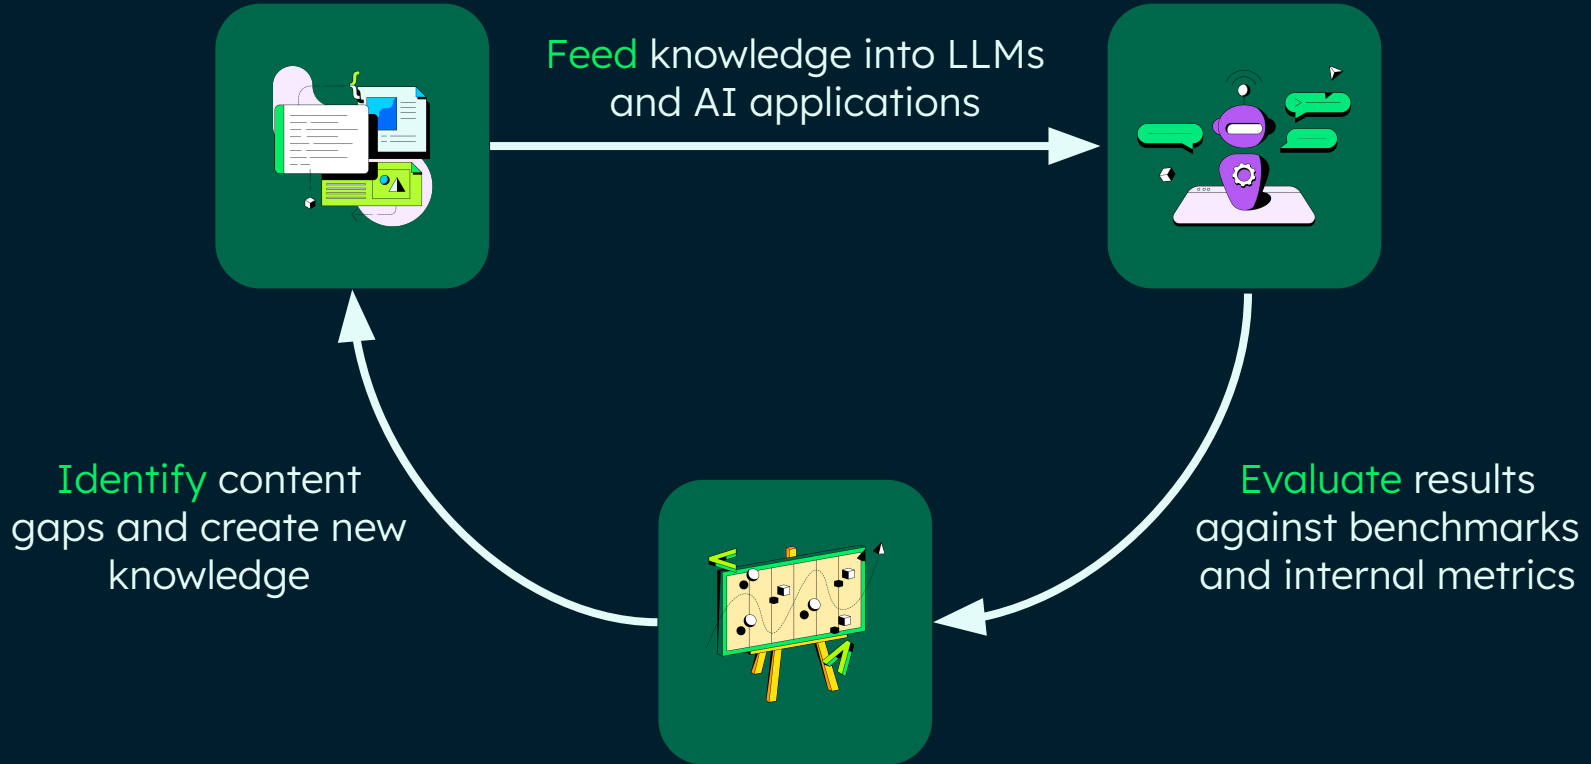 Feed knowledge into LLMs
and AI applications
Identify content
gaps and create new
knowledge
Evaluate results
against benchmarks
and internal metrics